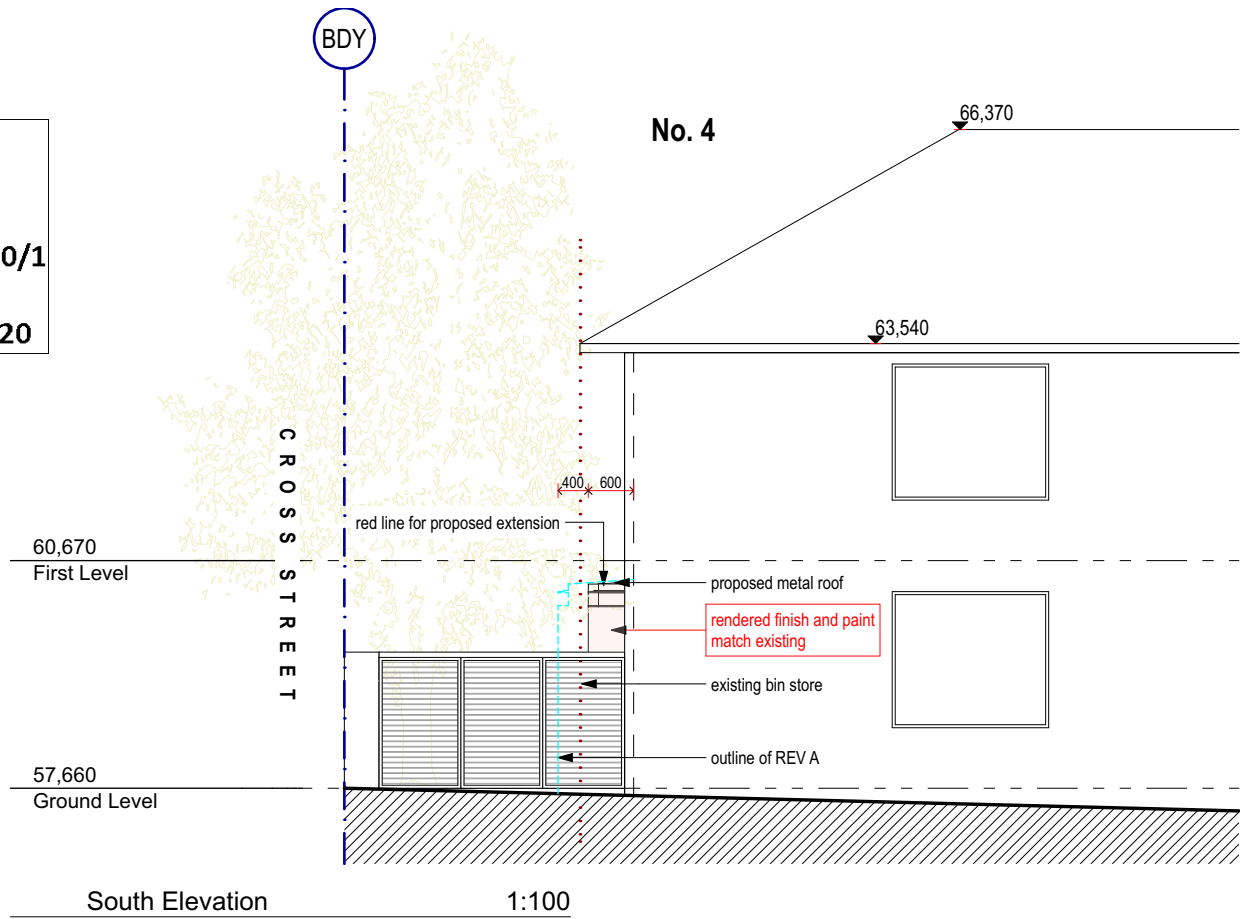 BDY
0/1
20
No. 4
66,370
63,540
CROSS STREET
400
600
red line for proposed extension
60,670
First Level
proposed metal roof
rendered finish and paint
match existing
existing bin store
outline of REV A
57,660
Ground Level
South Elevation
1:100